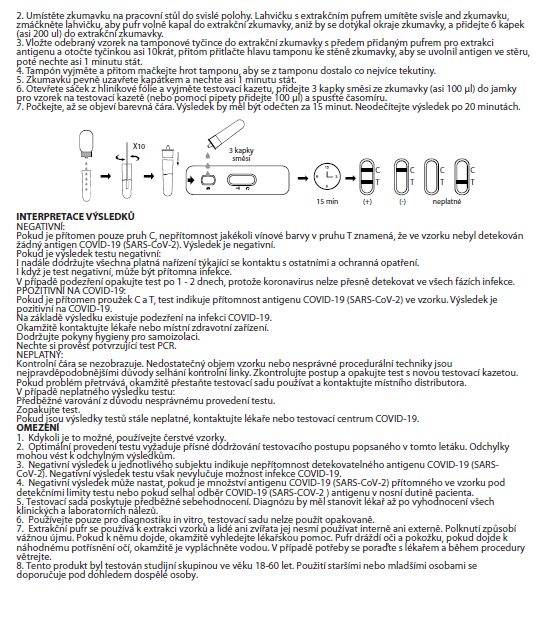 2. Umístěte zkumavku na pracovní stůl do svislé polohy. Lahvičku s extrakčním pufrem umítěte svisle and zkumavku,
zmáčkněte lahvičku, aby pufr volně kapal do extrakční zkumavky, aniž by se dotýkal okraje zkumavky, a přidejte 6 kapek
(asi 200 ul) do extrakční zkumavky.
3. Vložte odebraný vzorek na tamponové tyčince do extrakční zkumavky s předem přidaným pufrem pro extrakci
antigenu a otočte tyčinkou asi 10krát, přitom přitlačte hlavu tamponu ke stěně zkumavky, aby se uvolnil antigen ve stěru,
poté nechte asi 1 minutu stát.
4. Tampón vyjměte a přitom mačkejte hrot tamponu, aby se z tamponu dostalo co nejvíce tekutiny.
5. Zkumavku pevně uzavřete kapátkem a nechte asi 1 minutu stát.
6. Otevřete sáček z hliníkové fólie a vyjměte testovací kazetu, přidejte 3 kapky směsi ze zkumavky (asi 100 µl) do jamky
pro vzorek na testovací kazetě (nebo pomocí pipety přidejte 100 µl) a spusťte časomíru.
7. Počkejte, až se objeví barevná čára. Výsledek by měl být odečten za 15 minut. Neodečítejte výsledek po 20 minutách.
X10
3 kapky
směsi
C
T
C
T
C
T
15 min
(+)
(-)
neplatné
INTERPRETACE VÝSLEDKŮ
NEGATIVNÍ:
Pokud je přítomen pouze pruh C, nepřítomnost jakékoli vínové barvy v pruhu T znamená, že ve vzorku nebyl detekován
žádný antigen COVID-19 (SARS-CoV-2). Výsledek je negativní.
Pokud je výsledek testu negativní:
I nadále dodržujte všechna platná nařízení týkající se kontaktu s ostatními a ochranná opatření.
I když je test negativní, může být přítomna infekce.
V případě podezření opakujte test po 1 - 2 dnech, protože koronavirus nelze přesně detekovat ve všech fázích infekce.
PPOZITIVNÍ NA COVID-19:
Pokud je přítomen proužek C a T, test indikuje přítomnost antigenu COVID-19 (SARS-CoV-2) ve vzorku. Výsledek je
pozitivní na COVID-19.
Na základě výsledku existuje podezření na infekci COVID-19.
Okamžitě kontaktujte lékaře nebo místní zdravotní zařízení.
Dodržujte pokyny hygieny pro samoizolaci.
Nechte si provést potvrzující test PCR.
NEPLATNÝ:
Kontrolní čára se nezobrazuje. Nedostatečný objem vzorku nebo nesprávné procedurální techniky jsou
nejpravděpodobnějšími důvody selhání kontrolní linky. Zkontrolujte postup a opakujte test s novou testovací kazetou.
Pokud problém přetrvává, okamžitě přestaňte testovací sadu používat a kontaktujte místního distributora.
V případě neplatného výsledku testu:
Předběžné varování z důvodu nesprávnému provedení testu.
Zopakujte test.
Pokud jsou výsledky testů stále neplatné, kontaktujte lékaře nebo testovací centrum COVID-19.
OMEZENÍ
1. Kdykoli je to možné, používejte čerstvé vzorky.
2. Optimální provedení testu vyžaduje přísné dodržování testovacího postupu popsaného v tomto letáku. Odchylky
mohou vést k odchylným výsledkům.
3. Negativní výsledek u jednotlivého subjektu indikuje nepřítomnost detekovatelného antigenu COVID-19 (SARS-
CoV-2). Negativní výsledek testu však nevylučuje možnost infekce COVID-19.
4. Negativní výsledek může nastat, pokud je množství antigenu COVID-19 (SARS-CoV-2) přítomného ve vzorku pod
detekčními limity testu nebo pokud selhal odběr COVID-19 (SARS-COV-2 ) antigenu v nosní dutině pacienta.
5. Testovací sada poskytuje předběžné sebehodnocení. Diagnózu by měl stanovit lékař až po vyhodnocení všech
klinických a laboratorních nálezů.
6. Používejte pouze pro diagnostiku in vitro, testovací sadu nelze použít opakovaně.
7. Extrakční pufr se používá k extrakci vzorků a lidé ani zvířata jej nesmí používat interně ani externě. Polknutí způsobí
vážnou újmu. Pokud k němu dojde, okamžitě vyhledejte lékařskou pomoc. Pufr dráždí oči a pokožku, pokud dojde k
náhodnému potřísnění očí, okamžitě je vypláchněte vodou. V případě potřeby se poraďte s lékařem a během procedury
větrejte.
8. Tento produkt byl testován studijní skupinou ve věku 18-60 let. Použití staršími nebo mladšími osobami se
doporučuje pod dohledem dospělé osoby.